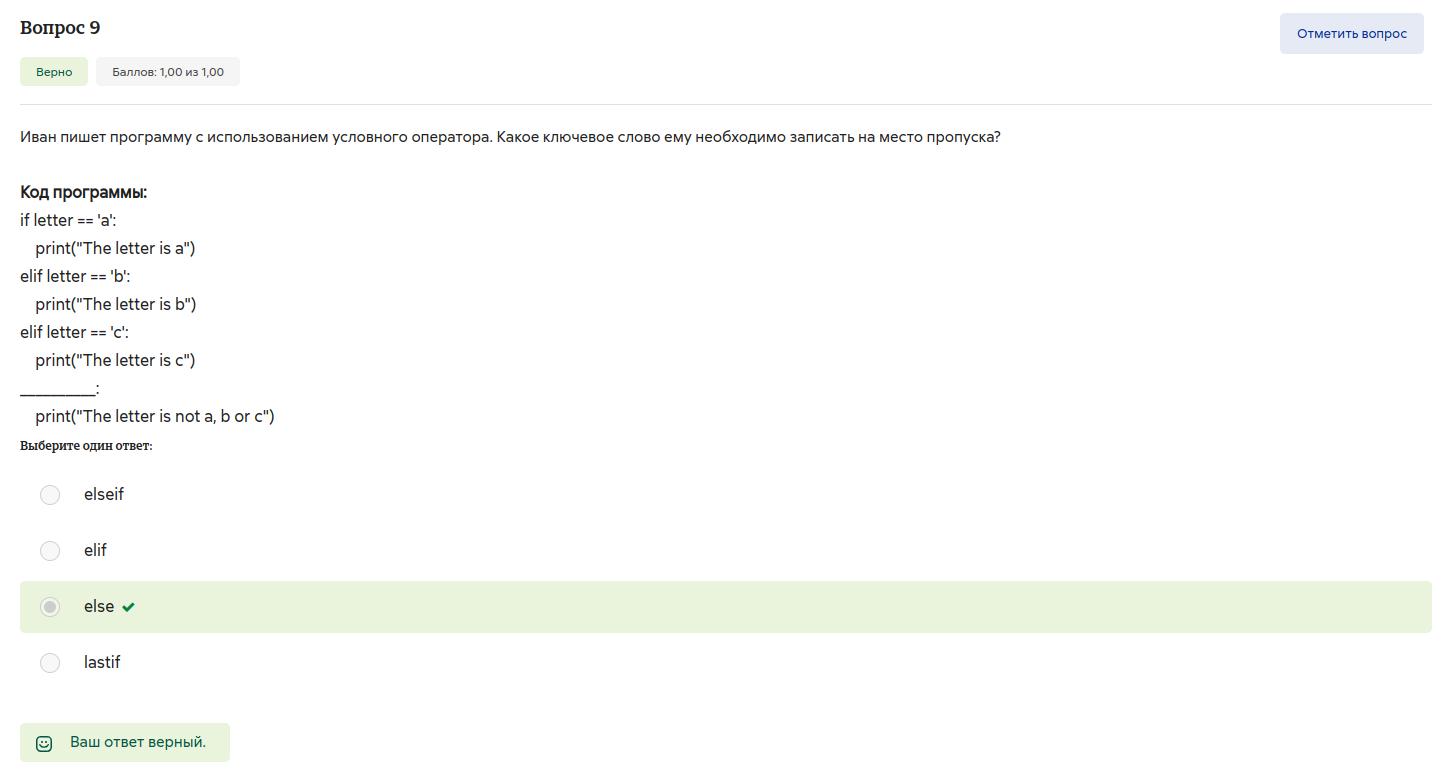 Вопрос 9
Отметить вопрос
Верно
Баллов: 1,00 из 1,00
Иван пишет программу с использованием условного оператора. Какое ключевое слово ему необходимо записать на место пропуска?
Код программы:
if letter == 'a':
print("The letter is a")
elif letter == 'b':
print("The letter is b")
elif letter == 'c':
print("The letter is c")
__________:
print("The letter is not a, b or c")
Выберите один ответ:
elseif
elif
else
lastif
Ваш ответ верный.